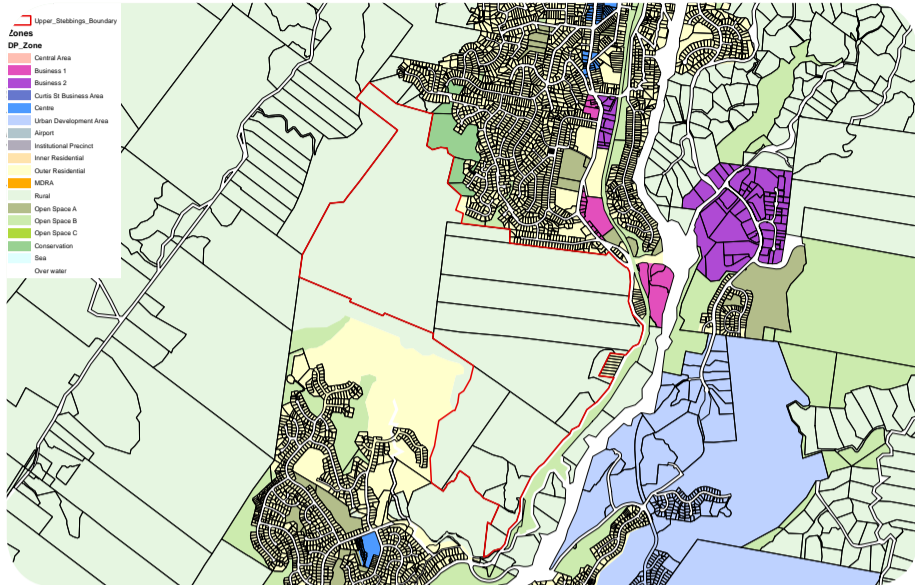 Upper_Stebbings_Boundary
Zones
DP_Zone
Central Area
Business 1
Business 2
Curtis St Business Area
Centre
Urban Development Area
Airport
Institutional Precinct
Inner Residential
Outer Residential
MDRA
Rural
Open Space A
Open Space B
Open Space C
Conservation
Sea
Over water